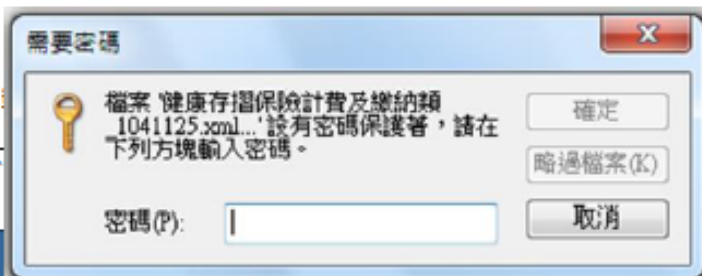 需要密碼
檔案 '健康存摺保險計費及繳納類
_1041125.xml...' 設有密碼保護著，請在
下列方塊輸入密碼。
確定
略過檔案(K)
密碼(P):
取消